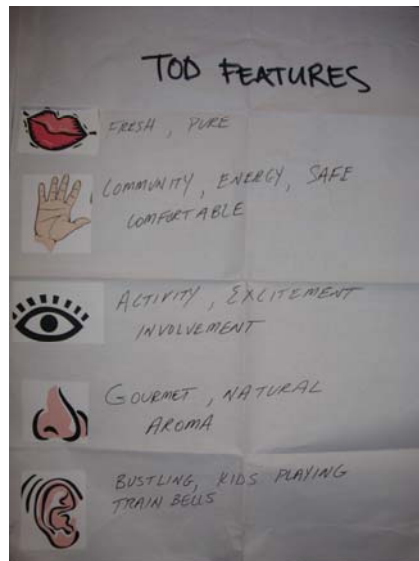 TOD FEATURES
FRESH, PURE
COMMUNITY, ENERGY, SAFE
COMFORTABLE
ACTIVITY, EXCITEMENT
INVOLVEMENT
GOURMET, NATURAL
AROMA
BUSTLING, KIDS PLAYING
TRAIN BELLS